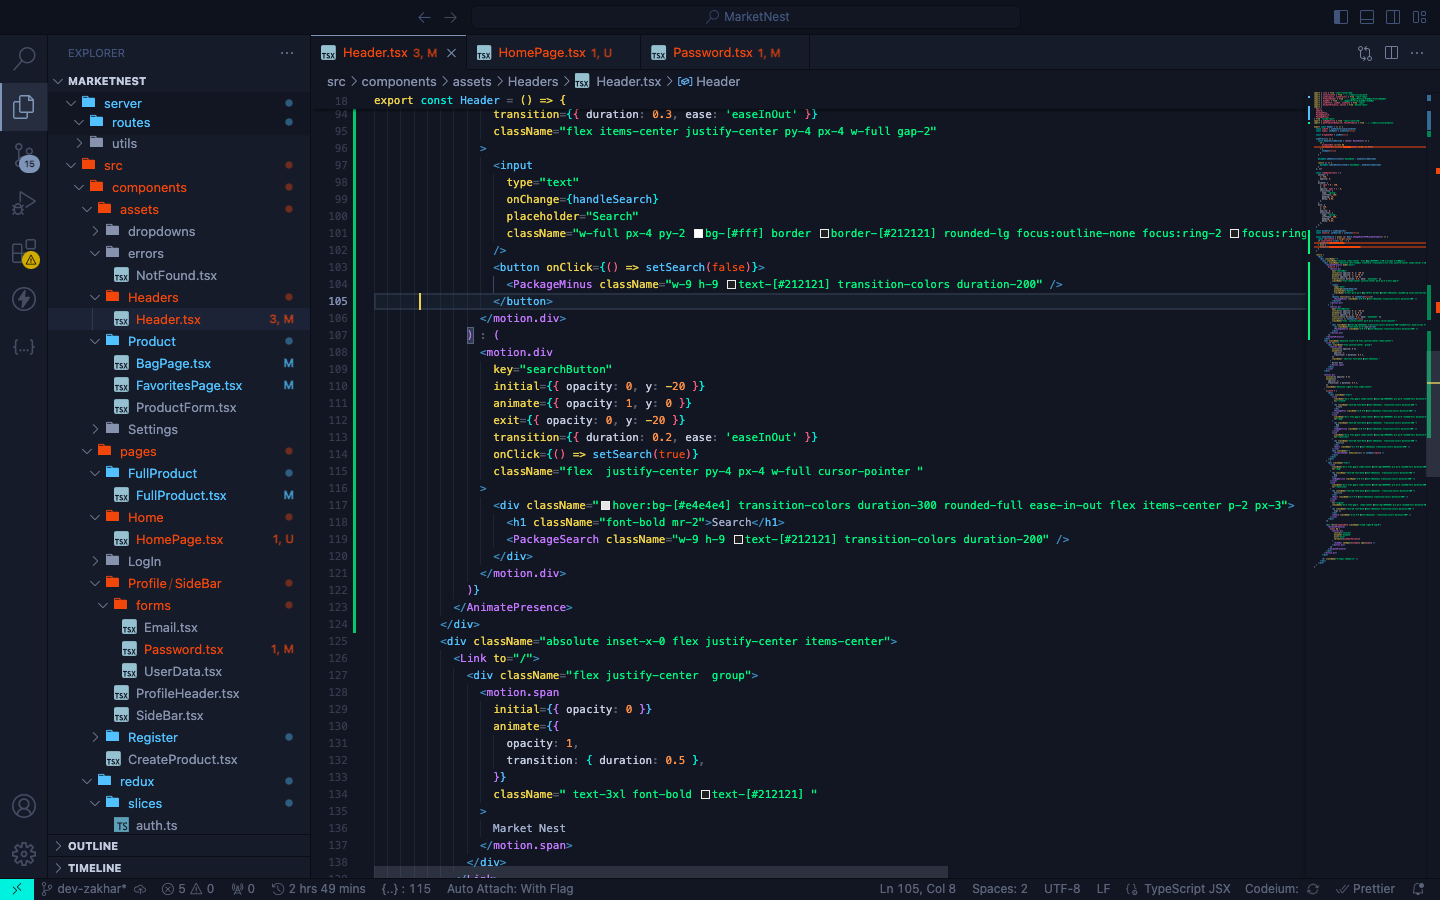 MarketNest
EXPLORER
MARKETNEST
server
routes
utils
src
components
assets
dropdowns
errors
NotFound.tsx
Headers
Header.tsx 3, M
Product
BagPage.tsx M
FavoritesPage.tsx M
ProductForm.tsx
Settings
pages
FullProduct
FullProduct.tsx M
Home
HomePage.tsx 1, U
LogIn
Profile / SideBar
forms
Email.tsx
Password.tsx 1, M
UserData.tsx
ProfileHeader.tsx
SideBar.tsx
Register
CreateProduct.tsx
redux
slices
auth.ts
OUTLINE
TIMELINE
15
Header.tsx 3, M
HomePage.tsx 1, U
Password.tsx 1, M
src > components > assets > Headers > Header.tsx > Header
18 export const Header = () => {
94 transition={{ duration: 0.3, ease: 'easeInOut' }}
95 className="flex items-center justify-center py-4 px-4 w-full gap-2"
96 >
97 <input
98 type="text"
99 onChange={handleSearch}
100 placeholder="Search"
101 className="w-full px-4 py-2 bg-[#fff] border border-[#212121] rounded-lg focus:outline-none focus:ring-2 focus:ring
102 />
103 <button onClick={() => setSearch(false)}>
104 <PackageMinus className="w-9 h-9 text-[#212121] transition-colors duration-200" />
105 </button>
106 </motion.div>
107 ) : (
108 <motion.div
109 key="searchButton"
110 initial={{ opacity: 0, y: -20 }}
111 animate={{ opacity: 1, y: 0 }}
112 exit={{ opacity: 0, y: -20 }}
113 transition={{ duration: 0.2, ease: 'easeInOut' }}
114 onClick={() => setSearch(true)}
115 className="flex  justify-center py-4 px-4 w-full cursor-pointer "
116 >
117 <div className="hover:bg-[#e4e4e4] transition-colors duration-300 rounded-full ease-in-out flex items-center p-2 px-3">
118 <h1 className="font-bold mr-2">Search</h1>
119 <PackageSearch className="w-9 h-9 text-[#212121] transition-colors duration-200" />
120 </div>
121 </motion.div>
122 )}
123 </AnimatePresence>
124 </div>
125 <div className="absolute inset-x-0 flex justify-center items-center">
126 <Link to="/">
127 <div className="flex justify-center  group">
128 <motion.span
129 initial={{ opacity: 0 }}
130 animate={{
131 opacity: 1,
132 transition: { duration: 0.5 },
133 }}
134 className=" text-3xl font-bold text-[#212121] "
135 >
136 Market Nest
137 </motion.span>
138 </div>
dev-zakhar* 5 0 0 2 hrs 49 mins {..} : 115 Auto Attach: With Flag Ln 105, Col 8 Spaces: 2 UTF-8 LF TypeScript JSX Codeium: Prettier